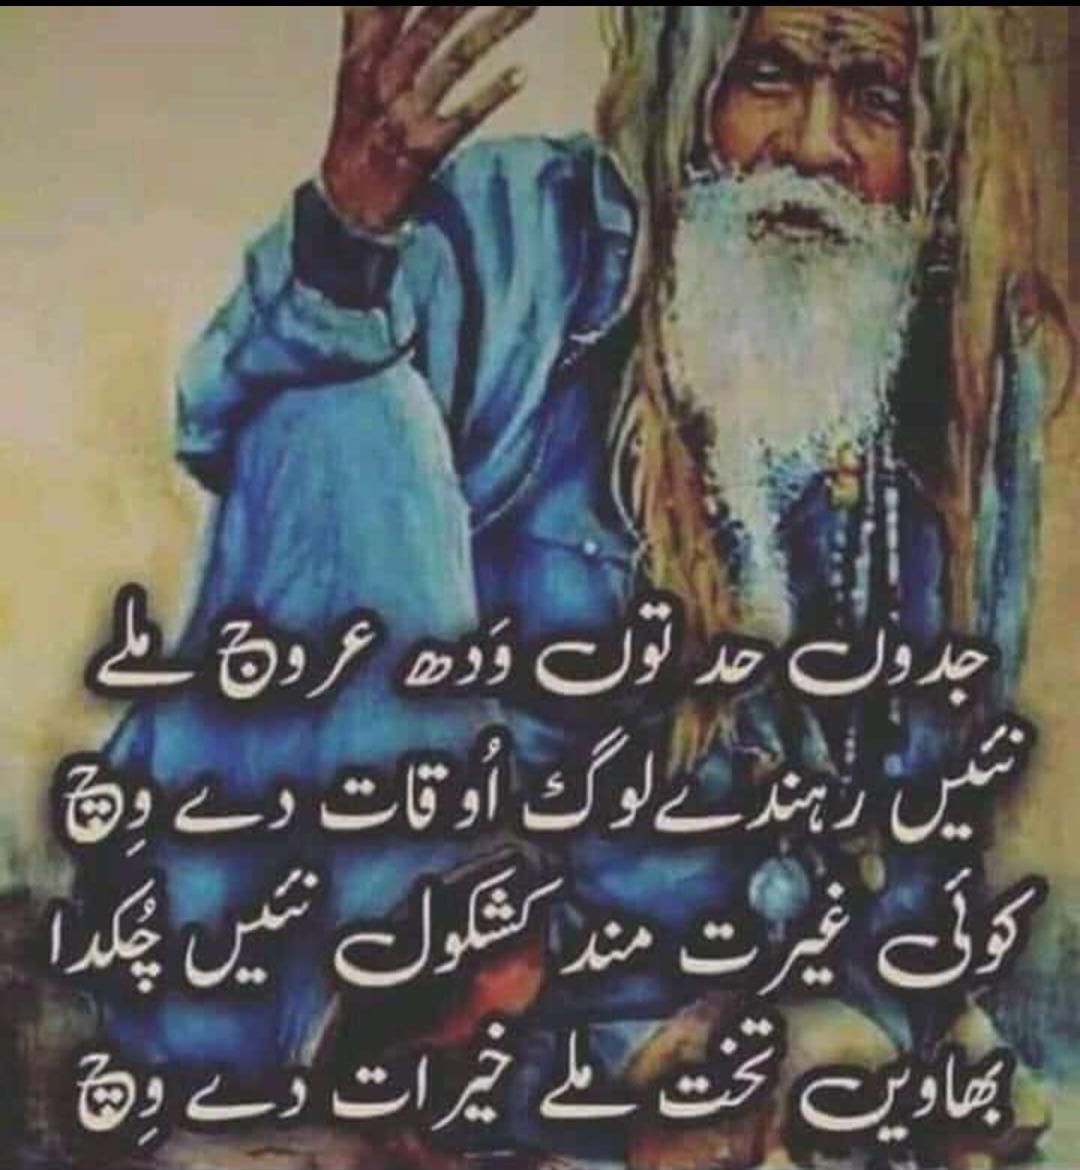 جدوں حد توں وَدھ عروج ملے
نئیں رہندے لوگ اُوقات دے وِچ
کوئی غیرت مند کشکول نئیں چُکدا
بھاویں تخت ملے خیرات دے وِچ